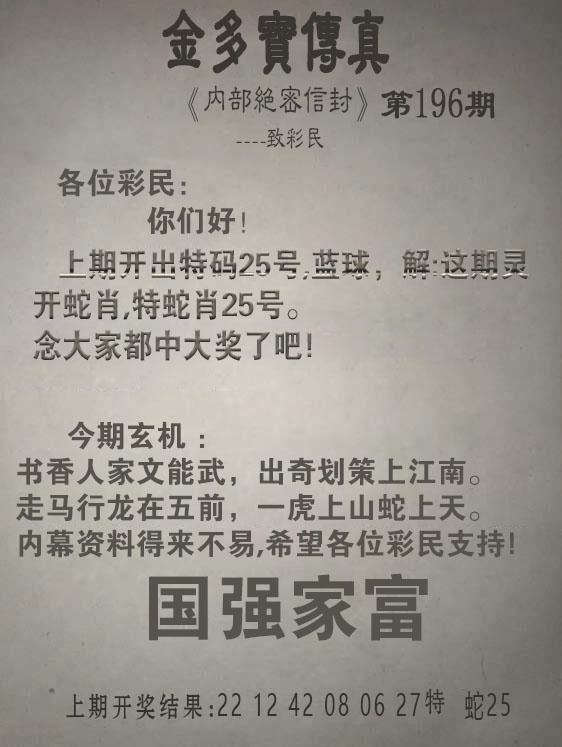 金多寶傳真
《内部絶密信封》第196期
----致彩民
各位彩民：
你们好！
上期开出特码25号,蓝球，解:这期灵
开蛇肖,特蛇肖25号。
念大家都中大奖了吧!
今期玄机：
书香人家文能武，出奇划策上江南。
走马行龙在五前，一虎上山蛇上天。
内幕资料得来不易,希望各位彩民支持!
国强家富
上期开奖结果:22 12 42 08 06 27特 蛇25